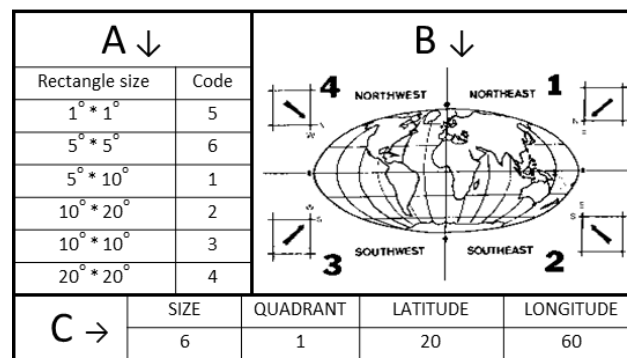 A ↓
Rectangle size Code
1° * 1° 5
5° * 5° 6
5° * 10° 1
10° * 20° 2
10° * 10° 3
20° * 20° 4
B ↓
4 NORTHWEST NORTHEAST 1
W N
E
W
S E
S
3 SOUTHWEST SOUTHEAST 2
C → SIZE QUADRANT LATITUDE LONGITUDE
6 1 20 60